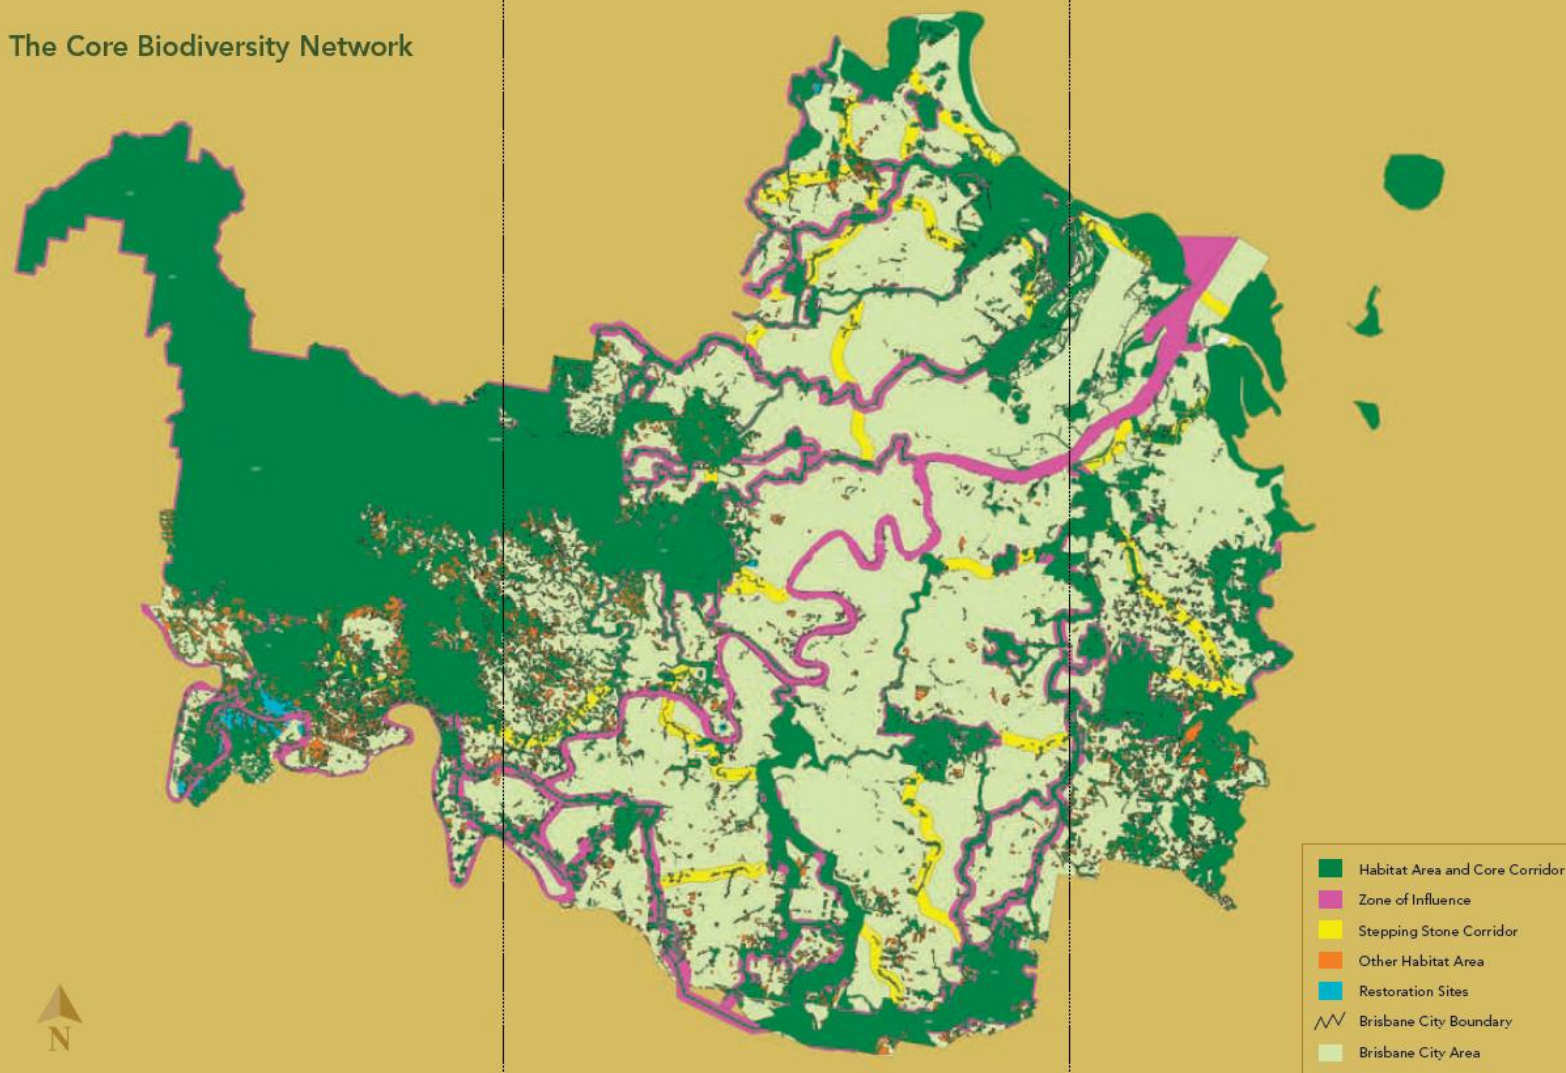 The Core Biodiversity Network
Habitat Area and Core Corridor
Zone of Influence
Stepping Stone Corridor
Other Habitat Area
Restoration Sites
Brisbane City Boundary
Brisbane City Area
N